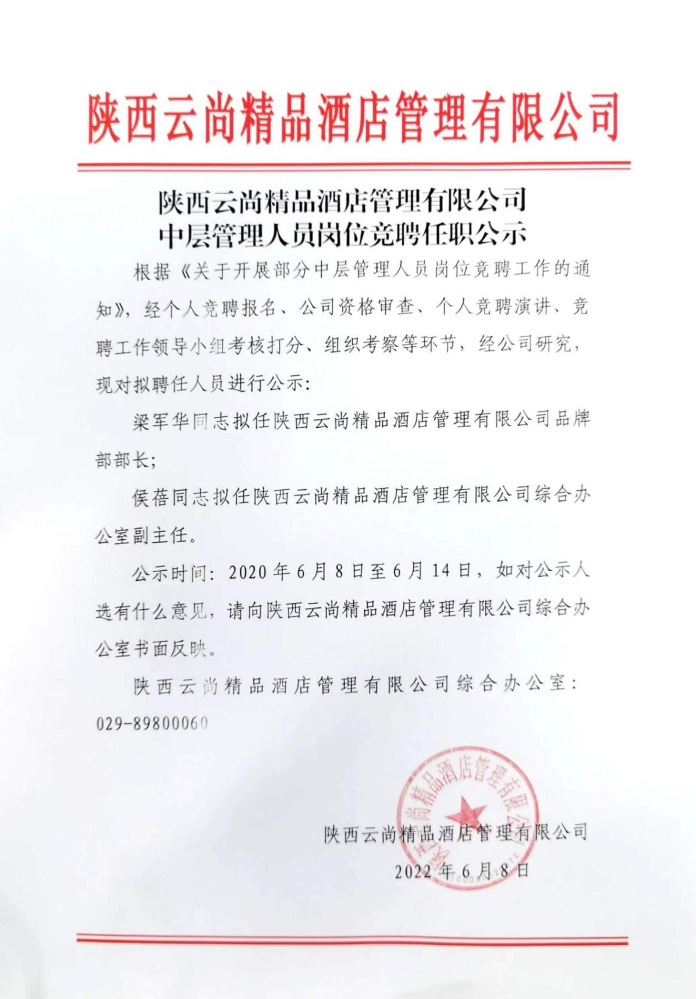 陕西云尚精品酒店管理有限公司
陕西云尚精品酒店管理有限公司
中层管理人员岗位竞聘任职公示
根据《关于开展部分中层管理人员岗位竞聘工作的通
知》，经个人竞聘报名、公司资格审查、个人竞聘演讲、竞
聘工作领导小组考核打分、组织考察等环节，经公司研究，
现对拟聘任人员进行公示：
梁军华同志拟任陕西云尚精品酒店管理有限公司品牌
部部长；
侯蓓同志拟任陕西云尚精品酒店管理有限公司综合办
公室副主任。
公示时间：2020年6月8日至6月14日，如对公示人
选有什么意见，请向陕西云尚精品酒店管理有限公司综合办
公室书面反映。
陕西云尚精品酒店管理有限公司综合办公室：
029-89800060
陕西云尚精品酒店管理有限公司
陕西云尚精品酒店管理有限公司
2022年6月8日